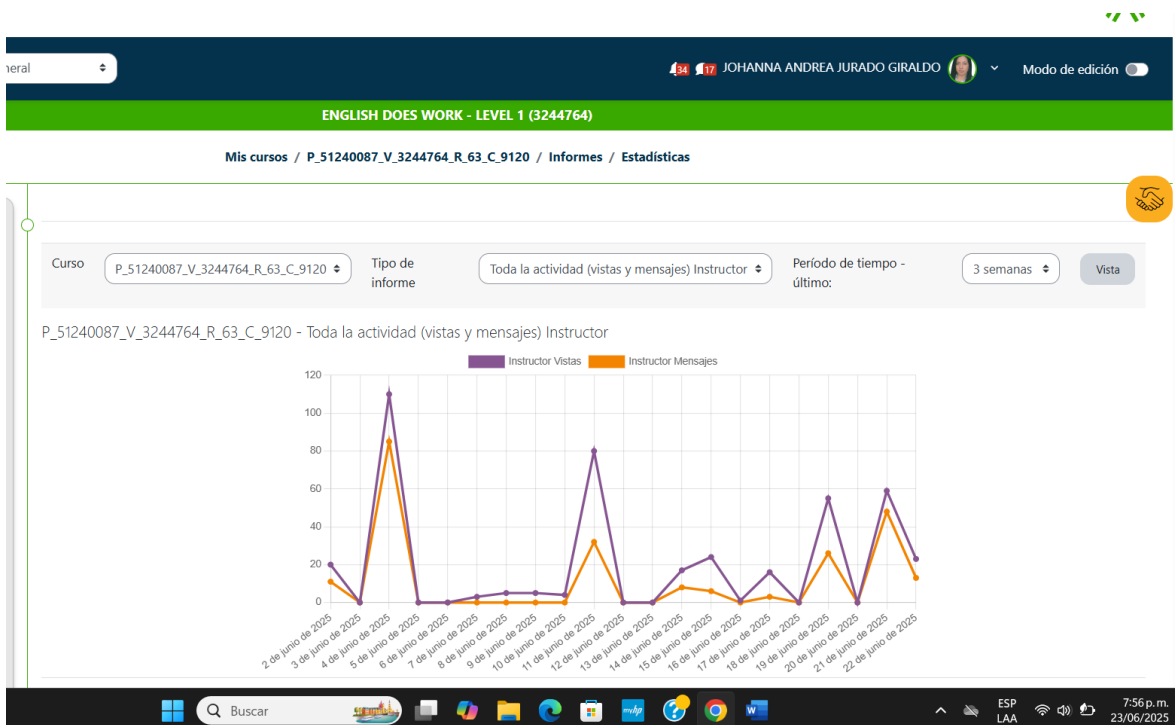 neral
34 17 JOHANNA ANDREA JURADO GIRALDO Modo de edición
ENGLISH DOES WORK - LEVEL 1 (3244764)
Mis cursos / P_51240087_V_3244764_R_63_C_9120 / Informes / Estadísticas
Curso P_51240087_V_3244764_R_63_C_9120 Tipo de informe Toda la actividad (vistas y mensajes) Instructor Período de tiempo - último: 3 semanas Vista
P_51240087_V_3244764_R_63_C_9120 - Toda la actividad (vistas y mensajes) Instructor
Instructor Vistas Instructor Mensajes
120
100
80
60
40
20
0
2 de junio de 2025
3 de junio de 2025
4 de junio de 2025
5 de junio de 2025
6 de junio de 2025
7 de junio de 2025
8 de junio de 2025
9 de junio de 2025
10 de junio de 2025
11 de junio de 2025
12 de junio de 2025
13 de junio de 2025
14 de junio de 2025
15 de junio de 2025
16 de junio de 2025
17 de junio de 2025
18 de junio de 2025
19 de junio de 2025
20 de junio de 2025
21 de junio de 2025
22 de junio de 2025
Buscar
mblp
ESP
LAA
7:56 p. m.
23/06/2025